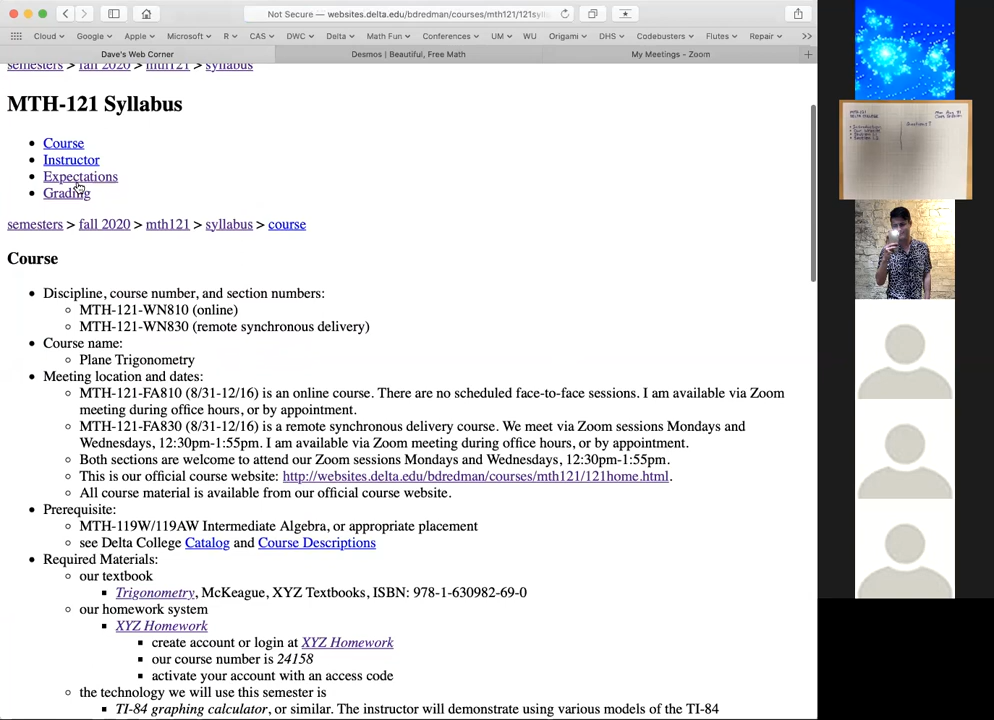 Not Secure — websites.delta.edu/bdredman/courses/mth121/121syll
Cloud Google Apple Microsoft R CAS DWC Delta Math Fun Conferences UM WU Origami DHS Codebusters Flutes Repair >>
Dave's Web Corner Desmos | Beautiful, Free Math My Meetings - Zoom +
semesters > fall 2020 > mth121 > syllabus
MTH-121 Syllabus
Course
Instructor
Expectations
Grading
semesters > fall 2020 > mth121 > syllabus > course
Course
Discipline, course number, and section numbers:
MTH-121-WN810 (online)
MTH-121-WN830 (remote synchronous delivery)
Course name:
Plane Trigonometry
Meeting location and dates:
MTH-121-FA810 (8/31-12/16) is an online course. There are no scheduled face-to-face sessions. I am available via Zoom
meeting during office hours, or by appointment.
MTH-121-FA830 (8/31-12/16) is a remote synchronous delivery course. We meet via Zoom sessions Mondays and
Wednesdays, 12:30pm-1:55pm. I am available via Zoom meeting during office hours, or by appointment.
Both sections are welcome to attend our Zoom sessions Mondays and Wednesdays, 12:30pm-1:55pm.
This is our official course website: http://websites.delta.edu/bdredman/courses/mth121/121home.html.
All course material is available from our official course website.
Prerequisite:
MTH-119W/119AW Intermediate Algebra, or appropriate placement
see Delta College Catalog and Course Descriptions
Required Materials:
our textbook
Trigonometry, McKeague, XYZ Textbooks, ISBN: 978-1-630982-69-0
our homework system
XYZ Homework
create account or login at XYZ Homework
our course number is 24158
activate your account with an access code
the technology we will use this semester is
TI-84 graphing calculator, or similar. The instructor will demonstrate using various models of the TI-84
MTH-121